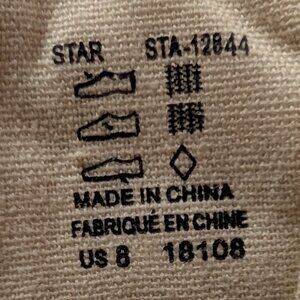 STAR STA-12844
MADE IN CHINA
FABRIQUÉ EN CHINE
US 8 18108